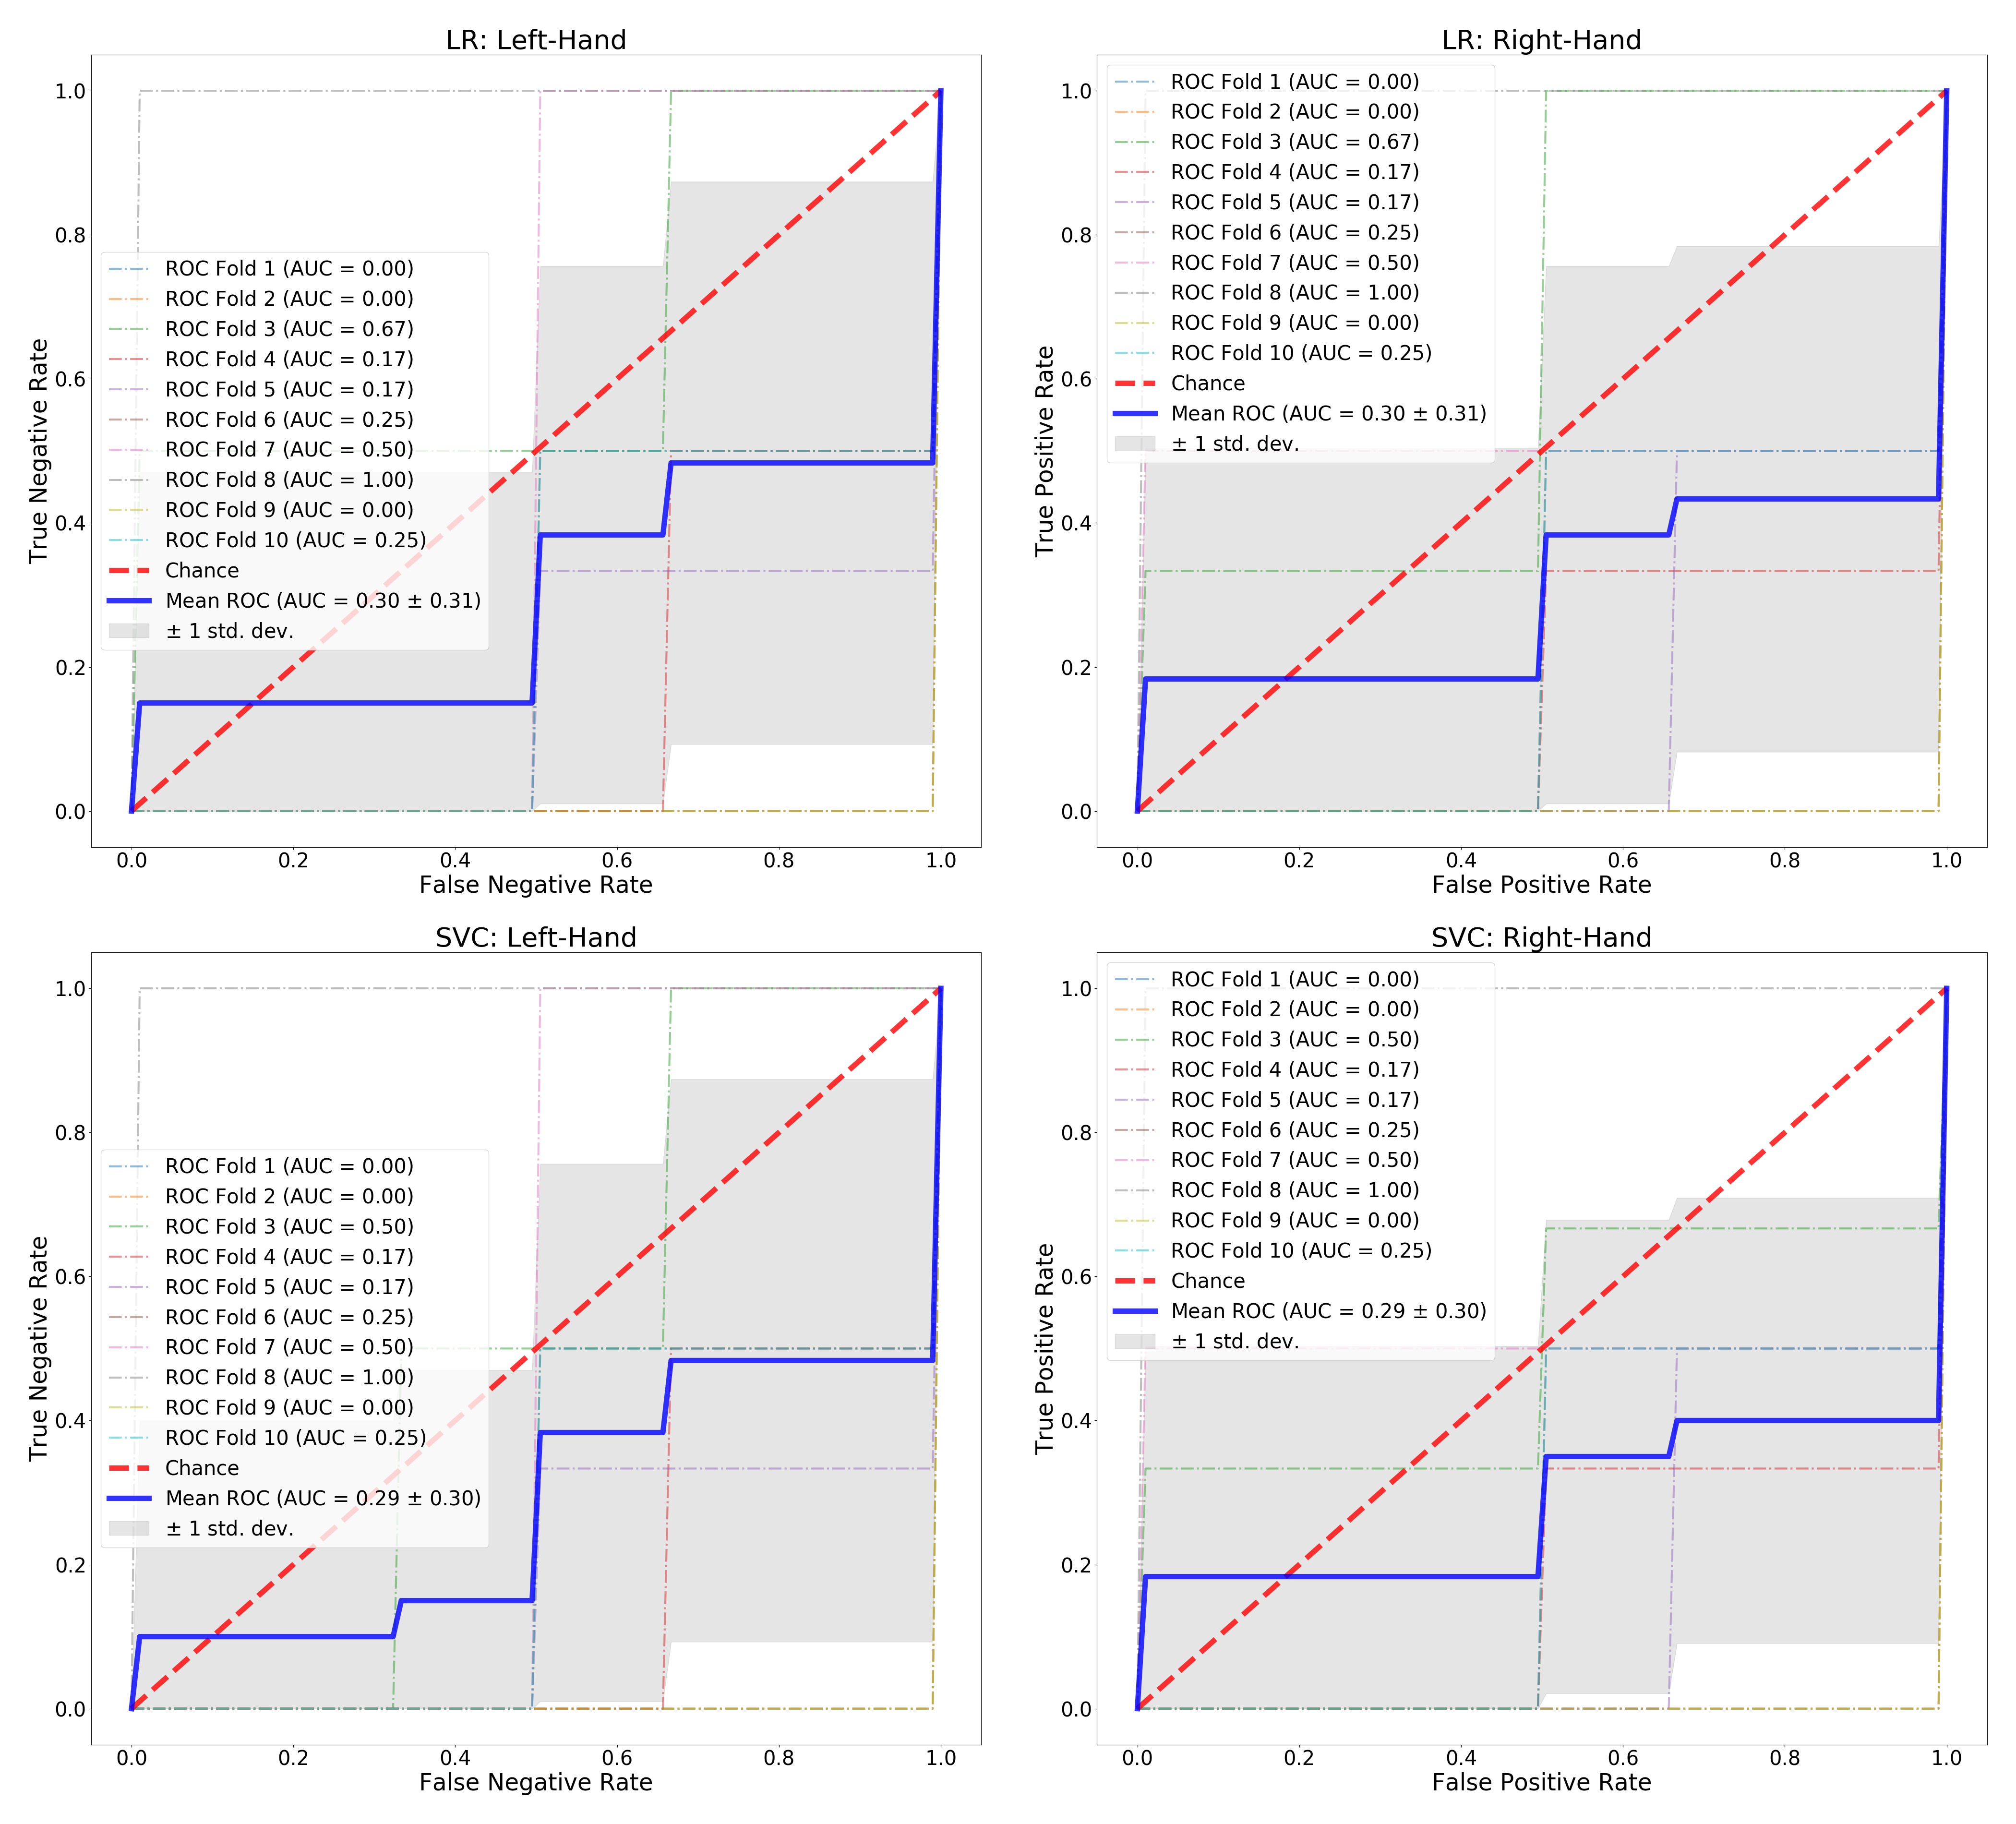 LR: Left-Hand
True Negative Rate
1.0
0.8
0.6
0.4
0.2
0.0
ROC Fold 1 (AUC = 0.00)
ROC Fold 2 (AUC = 0.00)
ROC Fold 3 (AUC = 0.67)
ROC Fold 4 (AUC = 0.17)
ROC Fold 5 (AUC = 0.17)
ROC Fold 6 (AUC = 0.25)
ROC Fold 7 (AUC = 0.50)
ROC Fold 8 (AUC = 1.00)
ROC Fold 9 (AUC = 0.00)
ROC Fold 10 (AUC = 0.25)
Chance
Mean ROC (AUC = 0.30 ± 0.31)
± 1 std. dev.
0.0 0.2 0.4 0.6 0.8 1.0
False Negative Rate
LR: Right-Hand
True Positive Rate
1.0
0.8
0.6
0.4
0.2
0.0
ROC Fold 1 (AUC = 0.00)
ROC Fold 2 (AUC = 0.00)
ROC Fold 3 (AUC = 0.67)
ROC Fold 4 (AUC = 0.17)
ROC Fold 5 (AUC = 0.17)
ROC Fold 6 (AUC = 0.25)
ROC Fold 7 (AUC = 0.50)
ROC Fold 8 (AUC = 1.00)
ROC Fold 9 (AUC = 0.00)
ROC Fold 10 (AUC = 0.25)
Chance
Mean ROC (AUC = 0.30 ± 0.31)
± 1 std. dev.
0.0 0.2 0.4 0.6 0.8 1.0
False Positive Rate
SVC: Left-Hand
True Negative Rate
1.0
0.8
0.6
0.4
0.2
0.0
ROC Fold 1 (AUC = 0.00)
ROC Fold 2 (AUC = 0.00)
ROC Fold 3 (AUC = 0.50)
ROC Fold 4 (AUC = 0.17)
ROC Fold 5 (AUC = 0.17)
ROC Fold 6 (AUC = 0.25)
ROC Fold 7 (AUC = 0.50)
ROC Fold 8 (AUC = 1.00)
ROC Fold 9 (AUC = 0.00)
ROC Fold 10 (AUC = 0.25)
Chance
Mean ROC (AUC = 0.29 ± 0.30)
± 1 std. dev.
0.0 0.2 0.4 0.6 0.8 1.0
False Negative Rate
SVC: Right-Hand
True Positive Rate
1.0
0.8
0.6
0.4
0.2
0.0
ROC Fold 1 (AUC = 0.00)
ROC Fold 2 (AUC = 0.00)
ROC Fold 3 (AUC = 0.50)
ROC Fold 4 (AUC = 0.17)
ROC Fold 5 (AUC = 0.17)
ROC Fold 6 (AUC = 0.25)
ROC Fold 7 (AUC = 0.50)
ROC Fold 8 (AUC = 1.00)
ROC Fold 9 (AUC = 0.00)
ROC Fold 10 (AUC = 0.25)
Chance
Mean ROC (AUC = 0.29 ± 0.30)
± 1 std. dev.
0.0 0.2 0.4 0.6 0.8 1.0
False Positive Rate